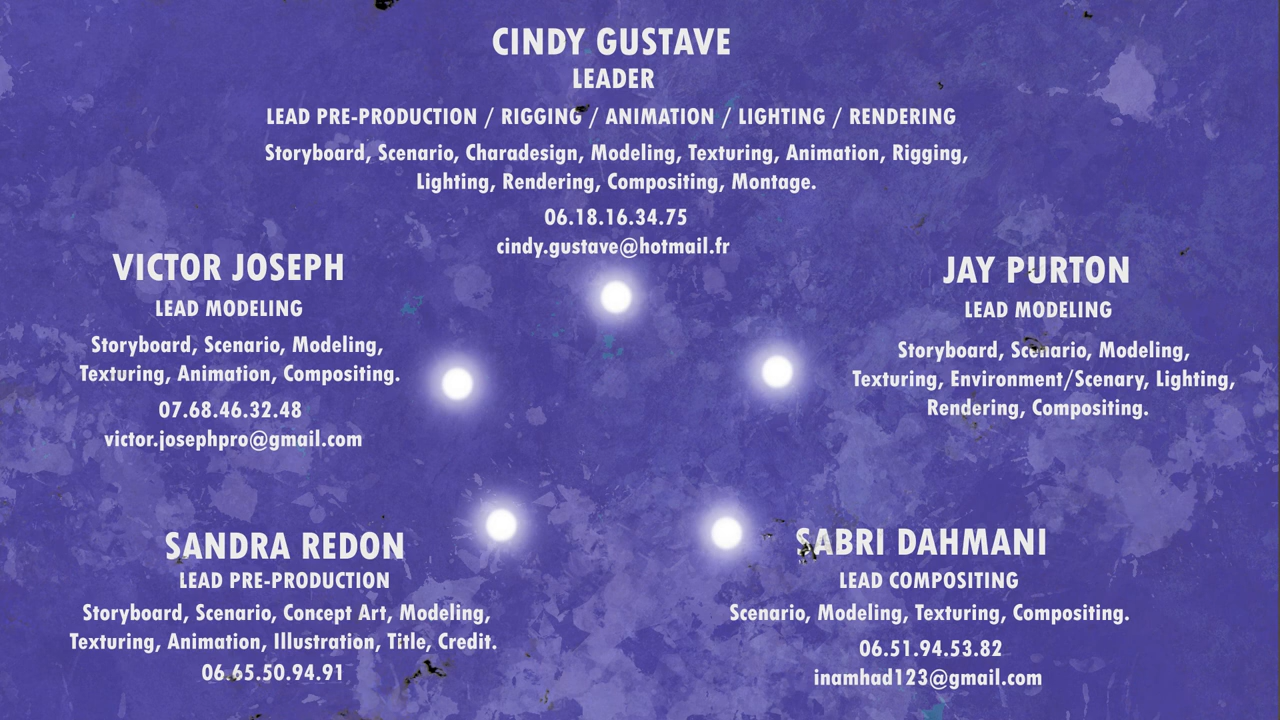 CINDY GUSTAVE
LEADER
LEAD PRE-PRODUCTION / RIGGING / ANIMATION / LIGHTING / RENDERING
Storyboard, Scenario, Charadesign, Modeling, Texturing, Animation, Rigging,
Lighting, Rendering, Compositing, Montage.
06.18.16.34.75
cindy.gustave@hotmail.fr
VICTOR JOSEPH
LEAD MODELING
Storyboard, Scenario, Modeling,
Texturing, Animation, Compositing.
07.68.46.32.48
victor.josephpro@gmail.com
JAY PURTON
LEAD MODELING
Storyboard, Scenario, Modeling,
Texturing, Environment/Scenary, Lighting,
Rendering, Compositing.
SANDRA REDON
LEAD PRE-PRODUCTION
Storyboard, Scenario, Concept Art, Modeling,
Texturing, Animation, Illustration, Title, Credit.
06.65.50.94.91
SABRI DAHMANI
LEAD COMPOSITING
Scenario, Modeling, Texturing, Compositing.
06.51.94.53.82
inamhad123@gmail.com